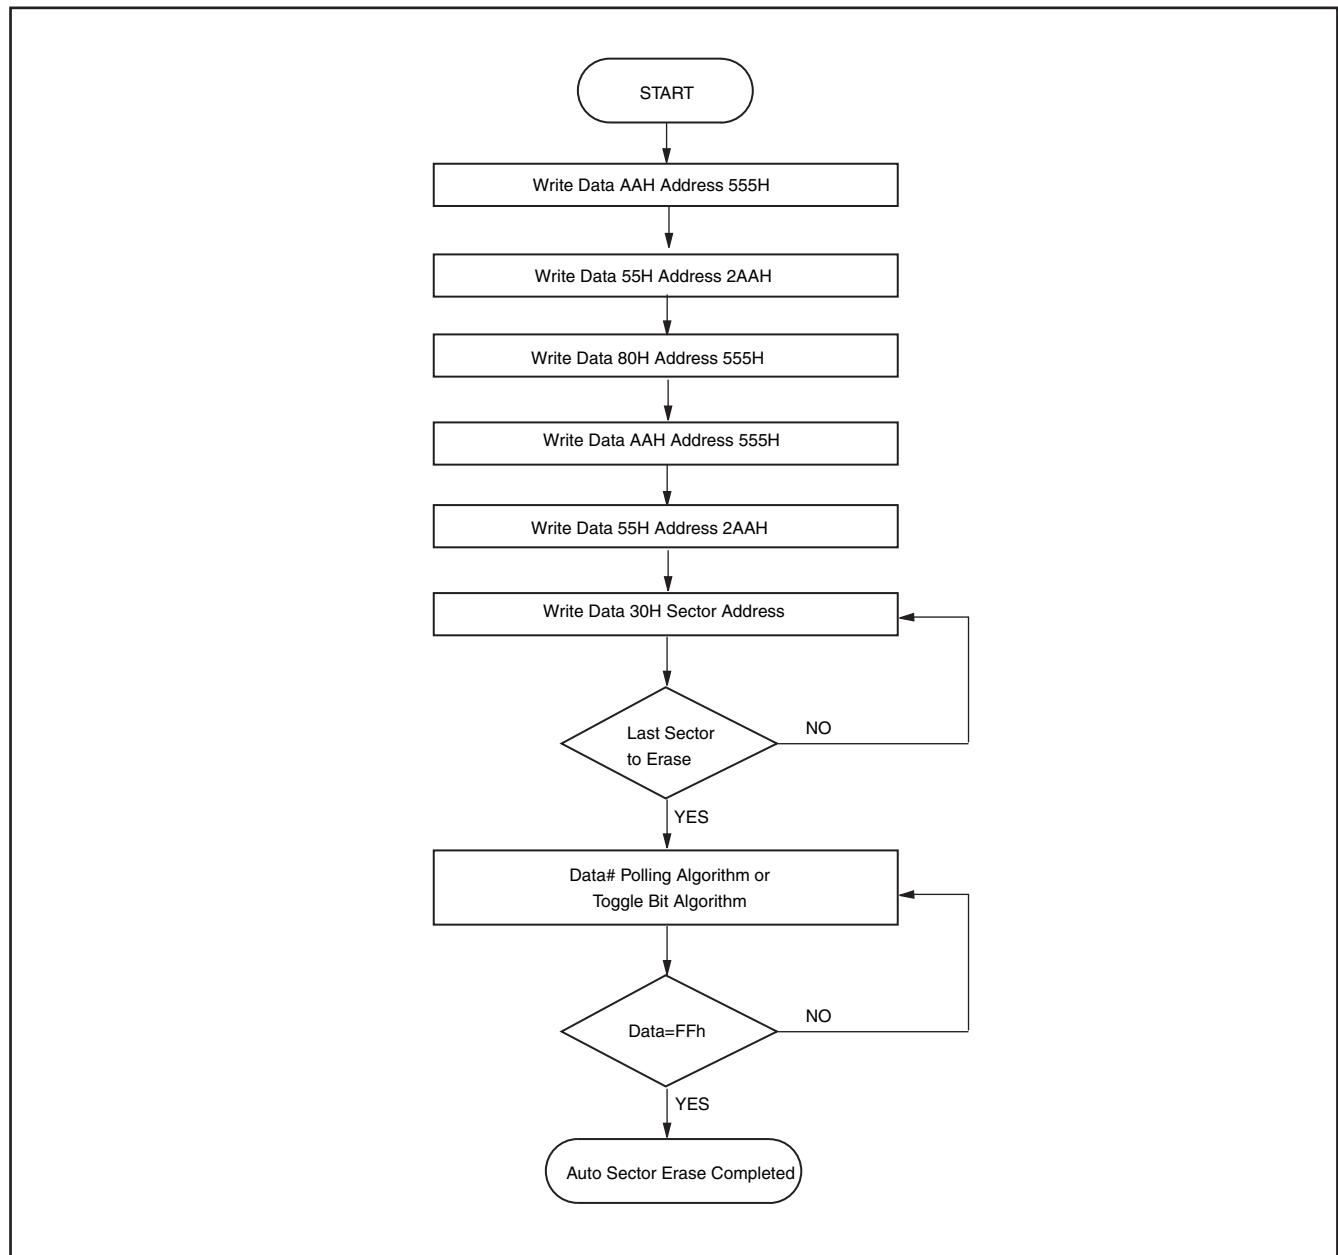 START
Write Data AAH Address 555H
Write Data 55H Address 2AAH
Write Data 80H Address 555H
Write Data AAH Address 555H
Write Data 55H Address 2AAH
Write Data 30H Sector Address
Last Sector
to Erase
NO
YES
Data# Polling Algorithm or
Toggle Bit Algorithm
Data=FFh
NO
YES
Auto Sector Erase Completed